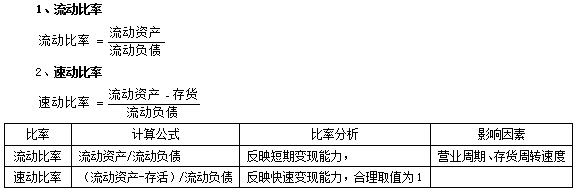 1、流动比率
流动比率 = 流动资产
流动负债
2、速动比率
速动比率 = 流动资产 - 存货
流动负债
比率 计算公式 比率分析 影响因素
流动比率 流动资产/流动负债 反映短期变现能力， 营业周期、存货周转速度
速动比率 （流动资产-存活）/流动负债 反映快速变现能力，合理取值为1